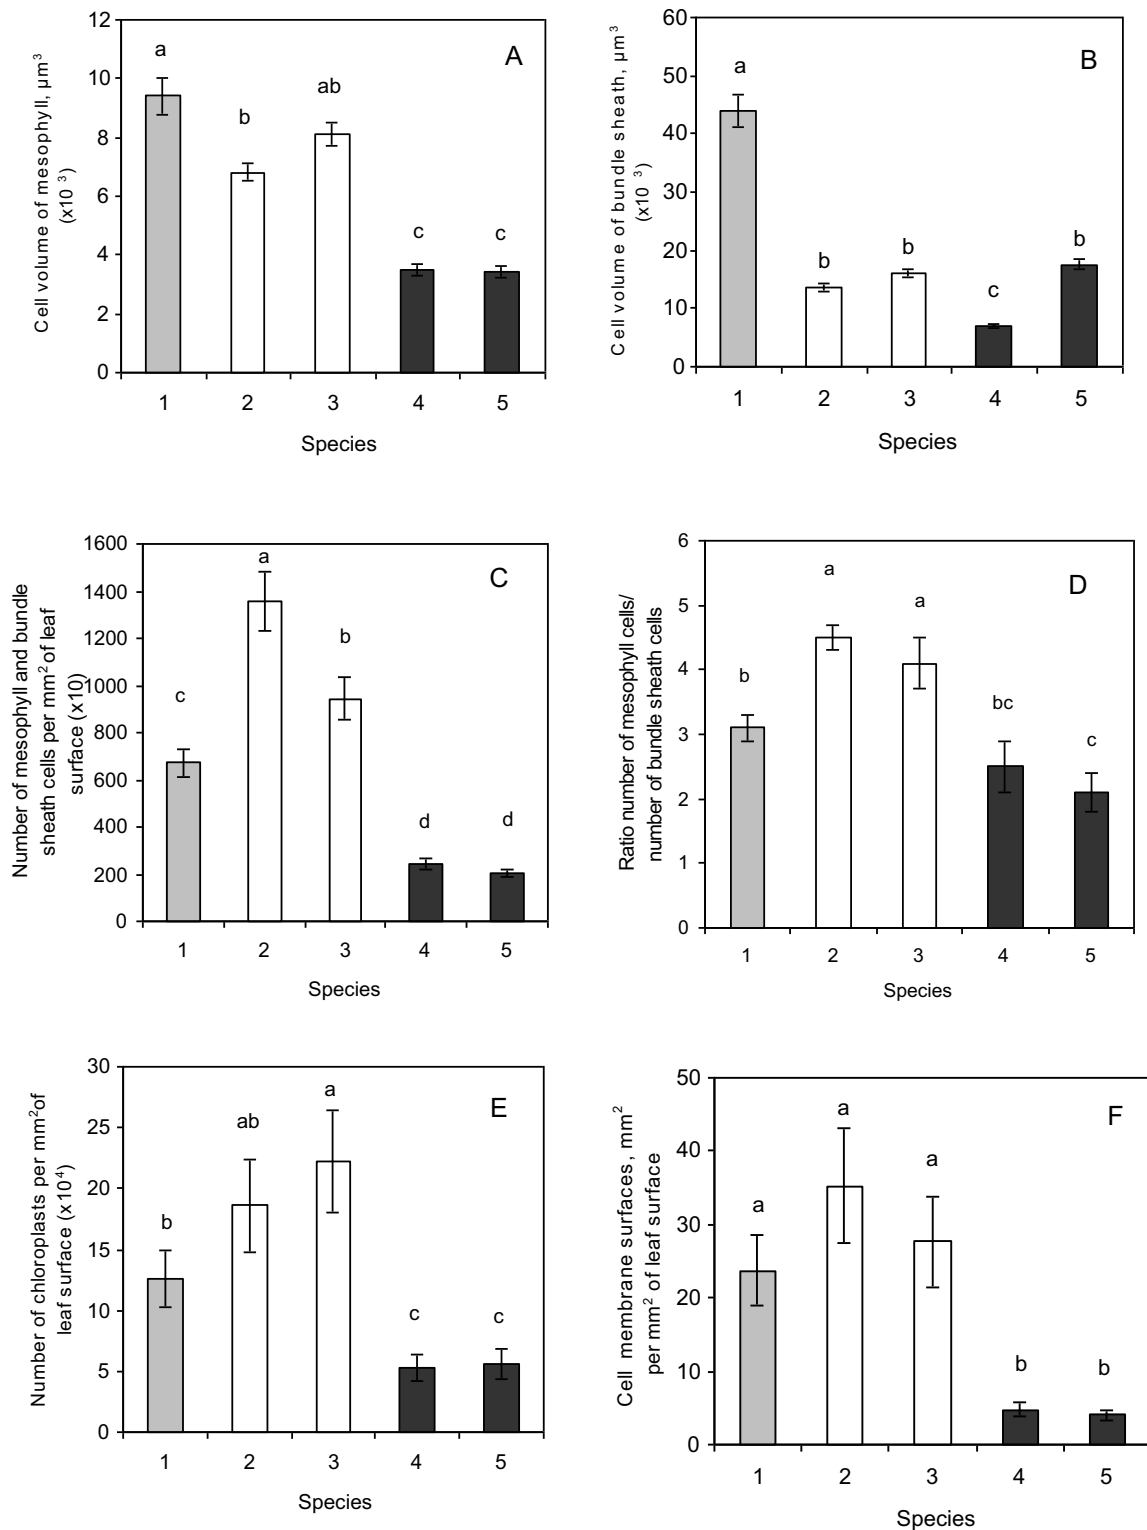 A
Cell volume of mesophyll, µm³
(x10³)
12
10
8
6
4
2
0
a
b
ab
c
c
1 2 3 4 5
Species
B
Cell volume of bundle sheath, µm³
(x10³)
60
50
40
30
20
10
0
a
b
b
c
b
1 2 3 4 5
Species
C
Number of mesophyll and bundle
sheath cells per mm² of leaf
surface (x10)
1600
1400
1200
1000
800
600
400
200
0
c
a
b
d
d
1 2 3 4 5
Species
D
Ratio number of mesophyll cells/
number of bundle sheath cells
6
5
4
3
2
1
0
b
a
a
bc
c
1 2 3 4 5
Species
E
Number of chloroplasts per mm² of
leaf surface (x10⁴)
30
25
20
15
10
5
0
b
ab
a
c
c
1 2 3 4 5
Species
F
Cell membrane surfaces, mm²
per mm² of leaf surface
50
40
30
20
10
0
a
a
a
b
b
1 2 3 4 5
Species